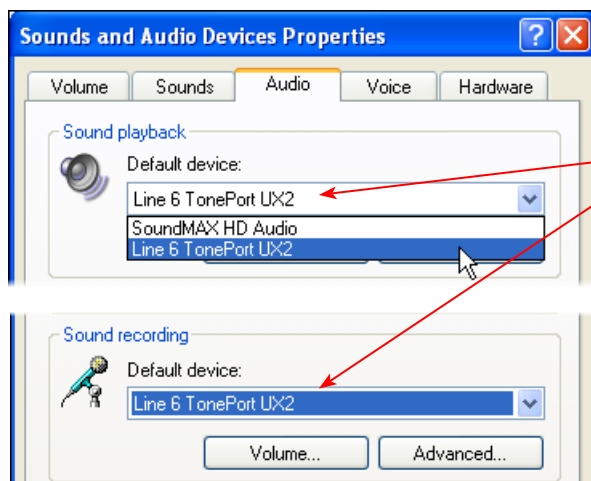 Sounds and Audio Devices Properties
Volume Sounds Audio Voice Hardware
Sound playback
Default device:
Line 6 TonePort UX2
SoundMAX HD Audio
Line 6 TonePort UX2
Sound recording
Default device:
Line 6 TonePort UX2
Volume... Advanced...